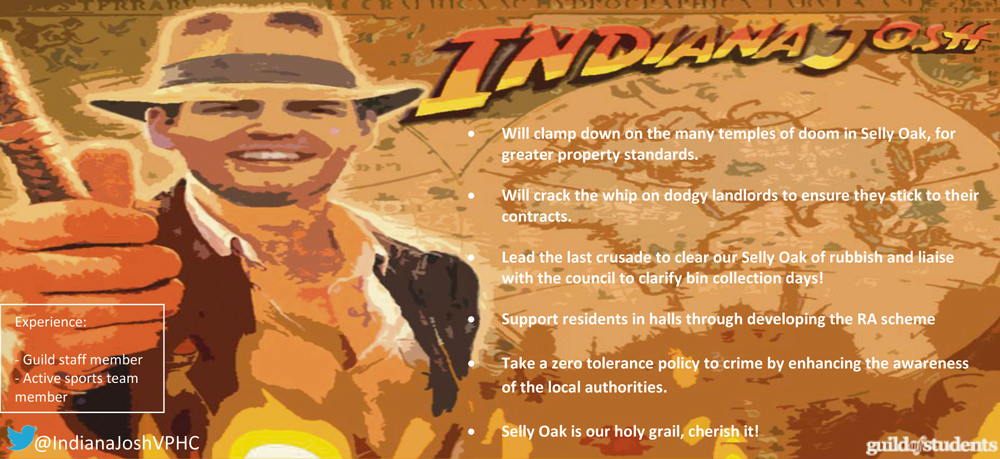 INDIANA JOSH
• Will clamp down on the many temples of doom in Selly Oak, for
greater property standards.
• Will crack the whip on dodgy landlords to ensure they stick to their
contracts.
• Lead the last crusade to clear our Selly Oak of rubbish and liaise
with the council to clarify bin collection days!
• Support residents in halls through developing the RA scheme
• Take a zero tolerance policy to crime by enhancing the awareness
of the local authorities.
• Selly Oak is our holy grail, cherish it!
Experience:
- Guild staff member
- Active sports team
member
@IndianaJoshVPHC
guildofstudents